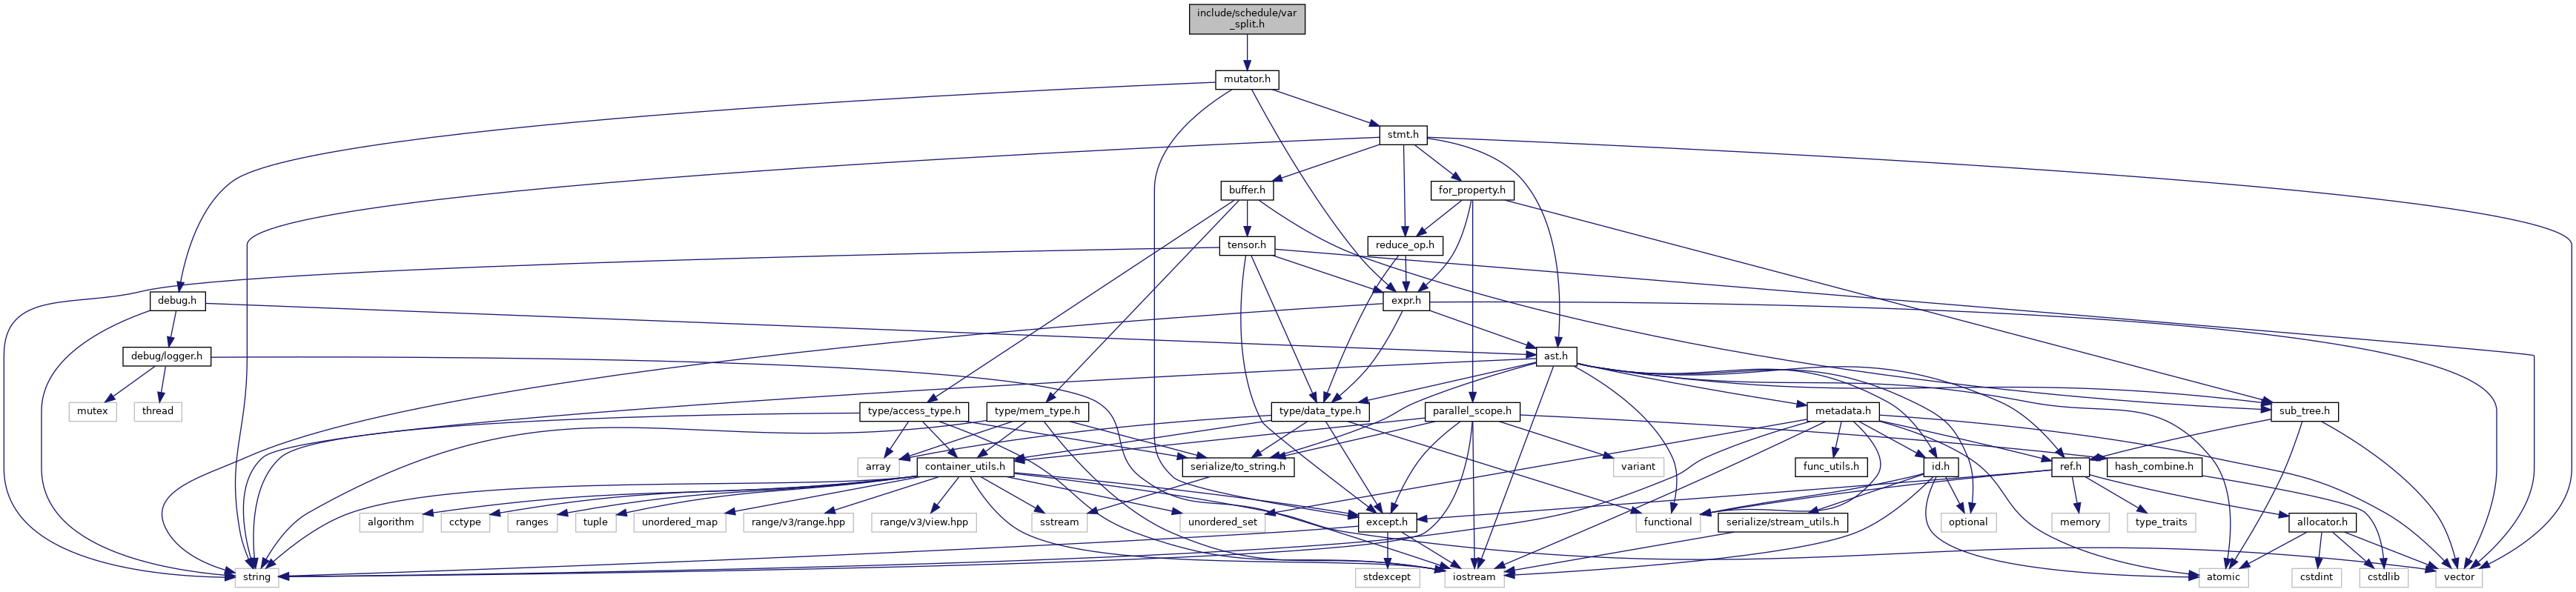 include/schedule/var
_split.h
mutator.h
stmt.h
buffer.h
for_property.h
tensor.h
reduce_op.h
debug.h
expr.h
debug/logger.h
ast.h
mutex
thread
type/access_type.h
type/mem_type.h
type/data_type.h
parallel_scope.h
metadata.h
sub_tree.h
array
container_utils.h
serialize/to_string.h
variant
func_utils.h
id.h
ref.h
hash_combine.h
algorithm
cctype
ranges
tuple
unordered_map
range/v3/range.hpp
range/v3/view.hpp
sstream
unordered_set
except.h
functional
serialize/stream_utils.h
optional
memory
type_traits
allocator.h
string
stdexcept
iostream
atomic
cstdint
cstdlib
vector